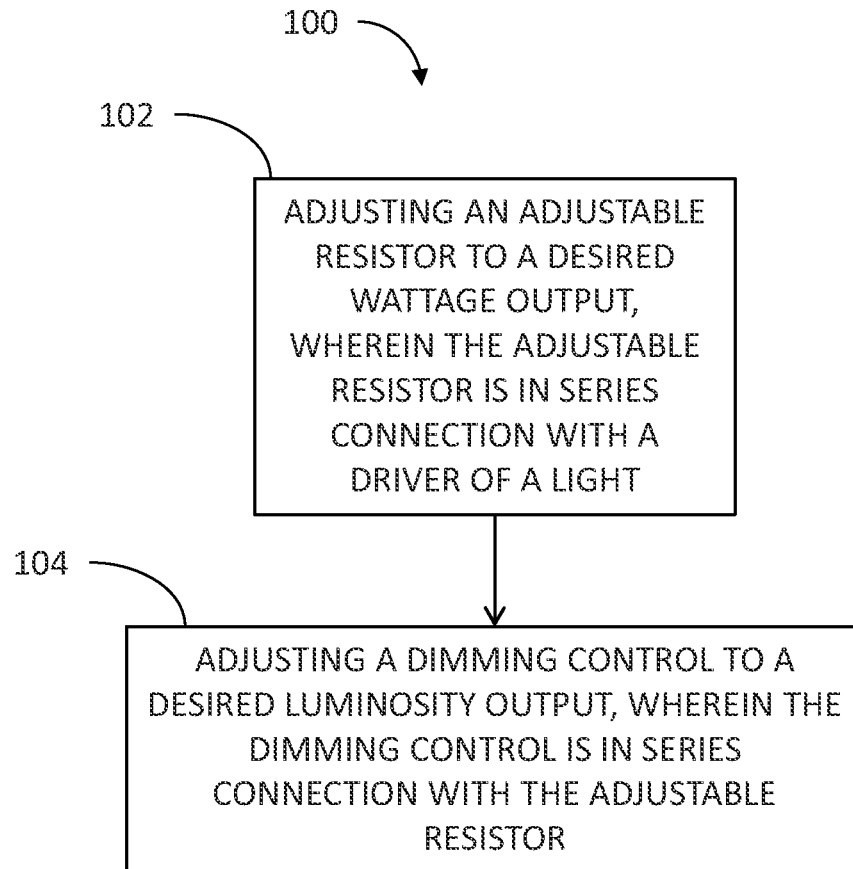 100
102
ADJUSTING AN ADJUSTABLE
RESISTOR TO A DESIRED
WATTAGE OUTPUT,
WHEREIN THE ADJUSTABLE
RESISTOR IS IN SERIES
CONNECTION WITH A
DRIVER OF A LIGHT
104
ADJUSTING A DIMMING CONTROL TO A
DESIRED LUMINOSITY OUTPUT, WHEREIN THE
DIMMING CONTROL IS IN SERIES
CONNECTION WITH THE ADJUSTABLE
RESISTOR